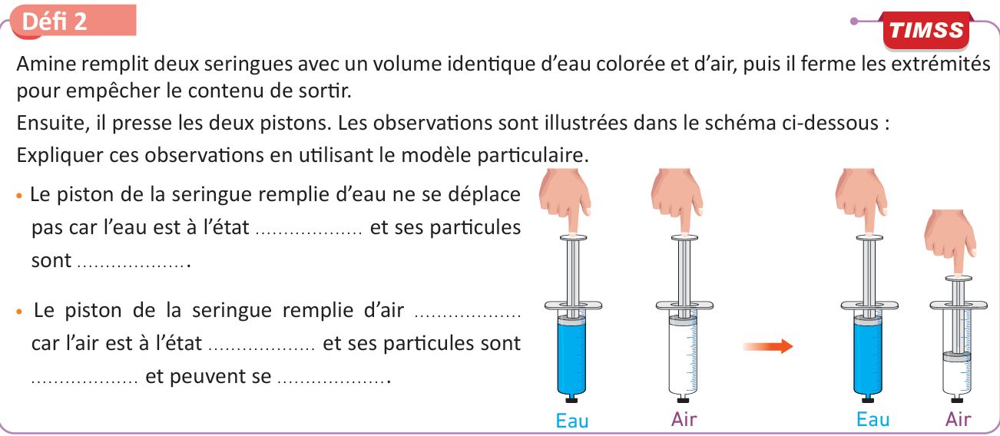 Défi 2
TIMSS
Amine remplit deux seringues avec un volume identique d’eau colorée et d’air, puis il ferme les extrémités
pour empêcher le contenu de sortir.
Ensuite, il presse les deux pistons. Les observations sont illustrées dans le schéma ci-dessous :
Expliquer ces observations en utilisant le modèle particulaire.
• Le piston de la seringue remplie d’eau ne se déplace
pas car l’eau est à l’état ................... et ses particules
sont ................... .
• Le piston de la seringue remplie d’air ...................
car l’air est à l’état ................... et ses particules sont
................... et peuvent se ................... .
Eau Air Eau Air